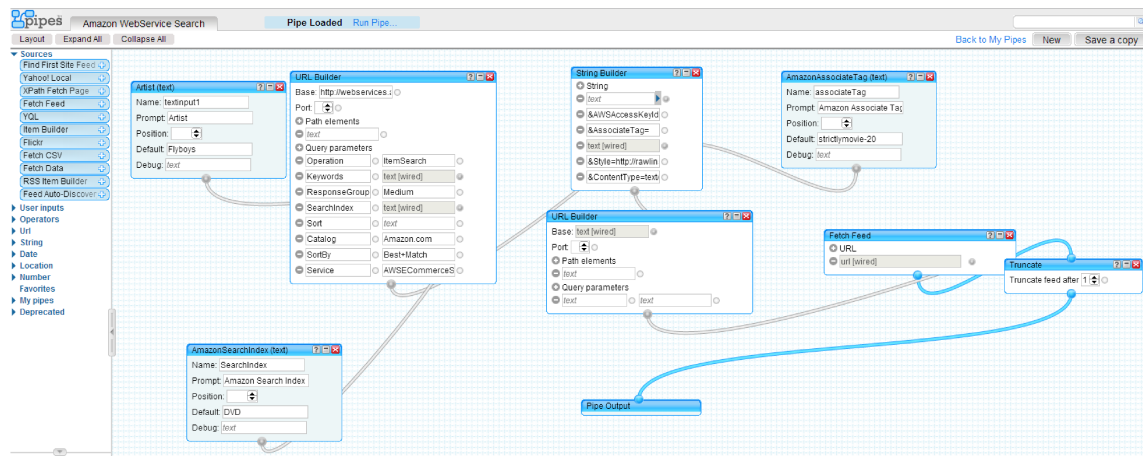 pipes
Amazon WebService Search
Pipe Loaded Run Pipe...
Layout Expand All Collapse All
Back to My Pipes New Save a copy
Sources
Find First Site Feed
Yahoo! Local
XPath Fetch Page
Fetch Feed
YQL
Item Builder
Flickr
Fetch CSV
Fetch Data
RSS Item Builder
Feed Auto-Discover
User inputs
Operators
Url
String
Date
Location
Number
Favorites
My pipes
Deprecated
Artist (text)
Name: textinput1
Prompt: Artist
Position:
Default: Flyboys
Debug: text
URL Builder
Base: http://webservices.a
Port:
Path elements
text
Query parameters
Operation ItemSearch
Keywords text [wired]
ResponseGroup Medium
SearchIndex text [wired]
Sort text
Catalog Amazon.com
SortBy Best+Match
Service AWSECommerceS
String Builder
String
text
&AWSAccessKeyId
&AssociateTag=
text [wired]
&Style=http://rawlin
&ContentType=text/
AmazonAssociateTag (text)
Name: associateTag
Prompt: Amazon Associate Tag
Position:
Default: strictlymovie-20
Debug: text
URL Builder
Base: text [wired]
Port:
Path elements
text
Query parameters
text text
Fetch Feed
URL
url [wired]
Truncate
Truncate feed after 1
AmazonSearchIndex (text)
Name: SearchIndex
Prompt: Amazon Search Index
Position:
Default: DVD
Debug: text
Pipe Output